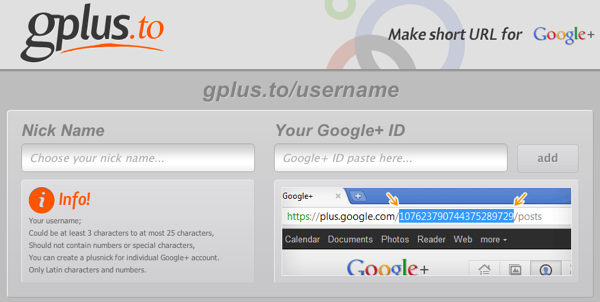 gplus.to
Make short URL for Google+
gplus.to/username
Nick Name
Choose your nick name...
Your Google+ ID
Google+ ID paste here...
add
i Info!
Your username;
Could be at least 3 characters to at most 25 characters,
Should not contain numbers or special characters,
You can create a plusnick for individual Google+ account.
Only Latin characters and numbers.
Google+
https://plus.google.com/107623790744375289729/posts
Calendar Documents Photos Reader Web more
Google+